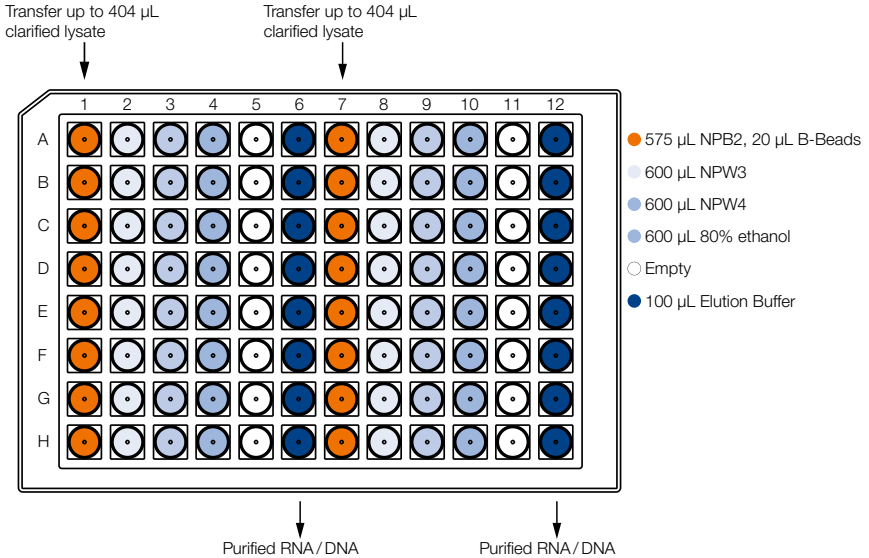 Transfer up to 404 µL
clarified lysate
Transfer up to 404 µL
clarified lysate
1 2 3 4 5 6 7 8 9 10 11 12
A
B
C
D
E
F
G
H
575 µL NPB2, 20 µL B-Beads
600 µL NPW3
600 µL NPW4
600 µL 80% ethanol
Empty
100 µL Elution Buffer
Purified RNA/DNA
Purified RNA/DNA